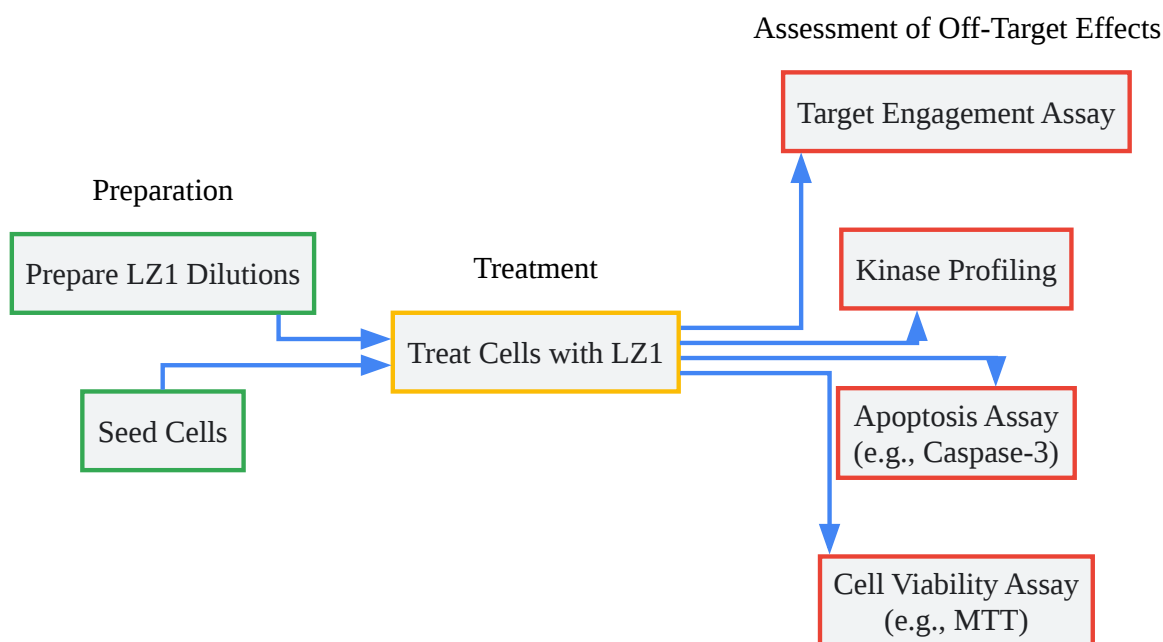 Assessment of Off-Target Effects
Target Engagement Assay
Preparation
Prepare LZ1 Dilutions
Kinase Profiling
Treatment
Treat Cells with LZ1
Seed Cells
Apoptosis Assay
(e.g., Caspase-3)
Cell Viability Assay
(e.g., MTT)